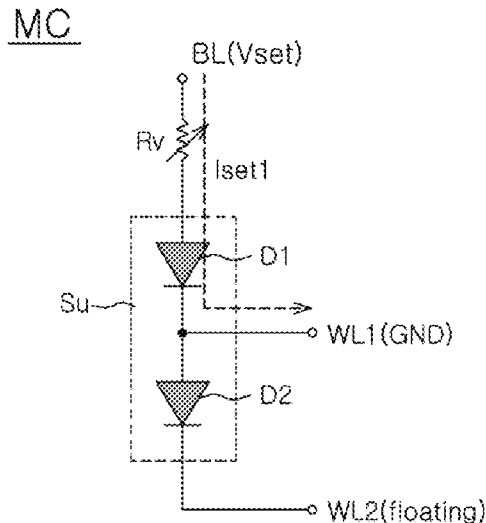 MC
BL(Vset)
Rv
Iset1
D1
Su
WL1(GND)
D2
WL2(floating)